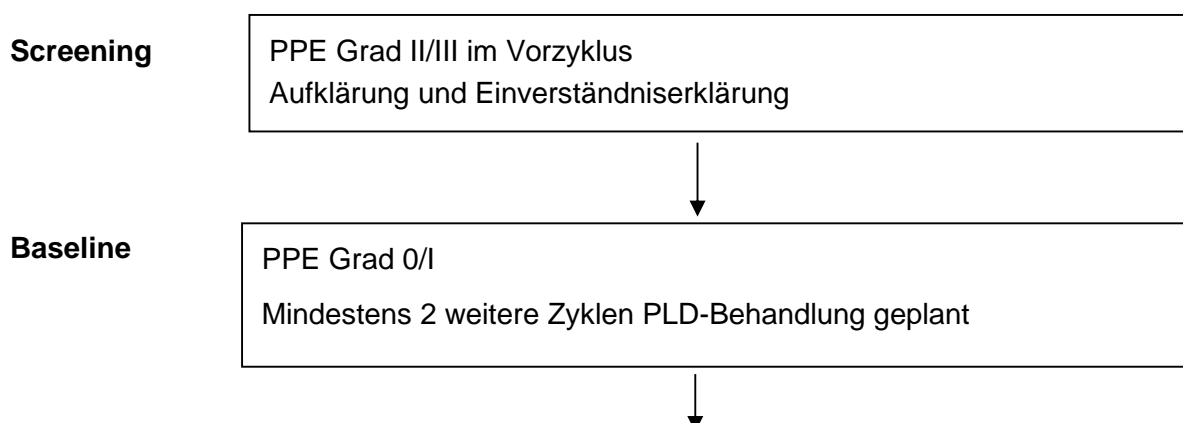 Screening
PPE Grad II/III im Vorzyklus
Aufklärung und Einverständniserklärung
Baseline
PPE Grad 0/I
Mindestens 2 weitere Zyklen PLD-Behandlung geplant